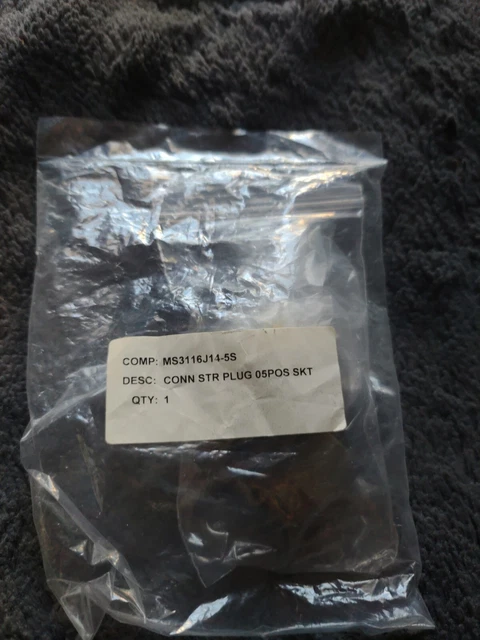 COMP: MS3116J14-5S
DESC: CONN STR PLUG 05POS SKT
QTY: 1